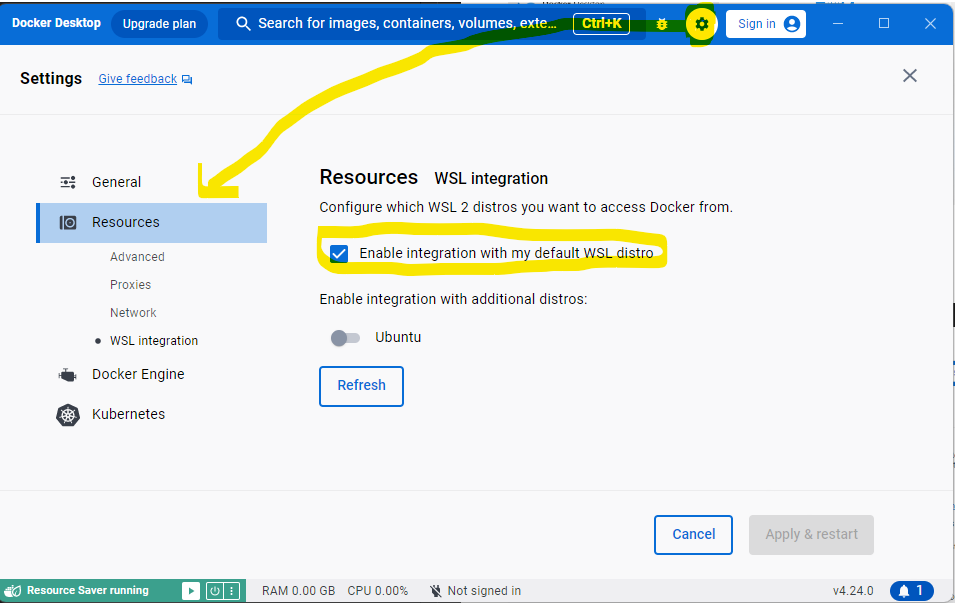 Docker Desktop Upgrade plan Search for images, containers, volumes, exte... Ctrl+K Sign in
Settings Give feedback
General
Resources
Advanced
Proxies
Network
WSL integration
Docker Engine
Kubernetes
Resources WSL integration
Configure which WSL 2 distros you want to access Docker from.
Enable integration with my default WSL distro
Enable integration with additional distros:
Ubuntu
Refresh
Cancel Apply & restart
Resource Saver running RAM 0.00 GB CPU 0.00% Not signed in v4.24.0 1